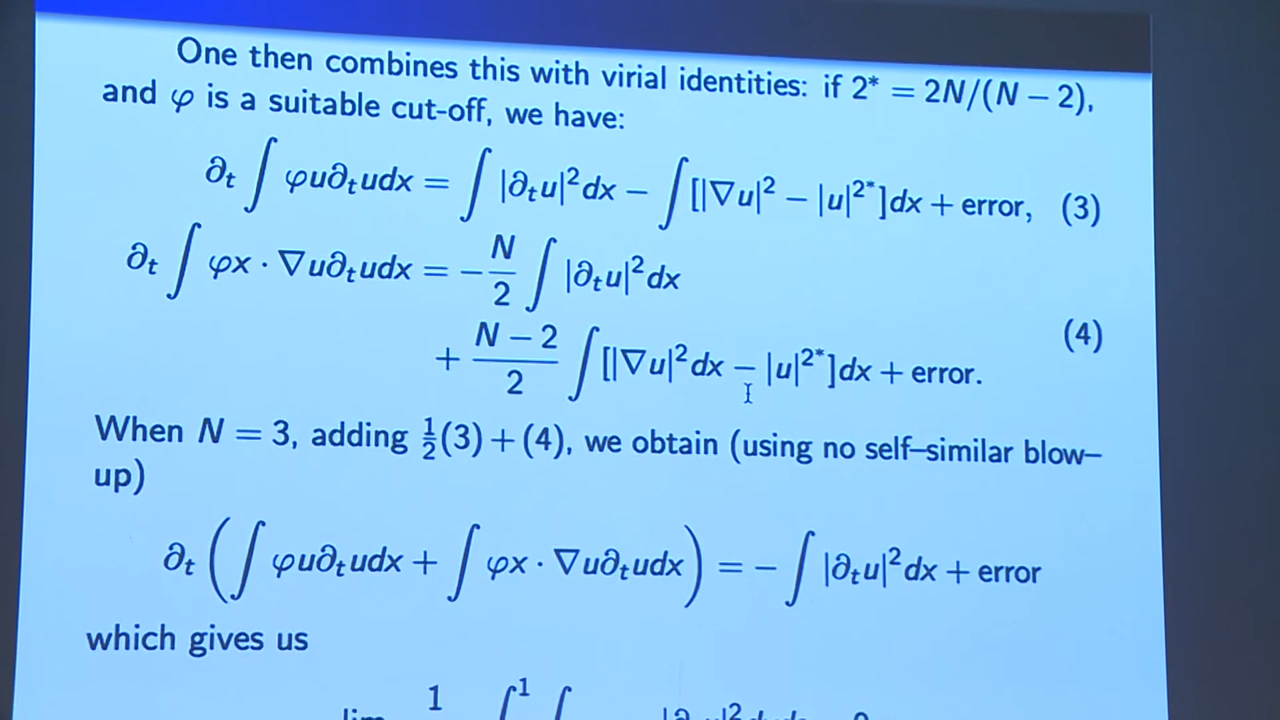 One then combines this with virial identities: if 2* = 2N/(N − 2),
and φ is a suitable cut-off, we have:
∂ₜ ∫ φu∂ₜudx = ∫ |∂ₜu|²dx − ∫ [|∇u|² − |u|²*]dx + error, (3)
∂ₜ ∫ φx · ∇u∂ₜudx = − N/2 ∫ |∂ₜu|²dx
+ N − 2/2 ∫ [|∇u|²dx − |u|²*]dx + error. (4)
When N = 3, adding ½(3) + (4), we obtain (using no self–similar blow–
up)
∂ₜ (∫ φu∂ₜudx + ∫ φx · ∇u∂ₜudx) = − ∫ |∂ₜu|²dx + error
which gives us